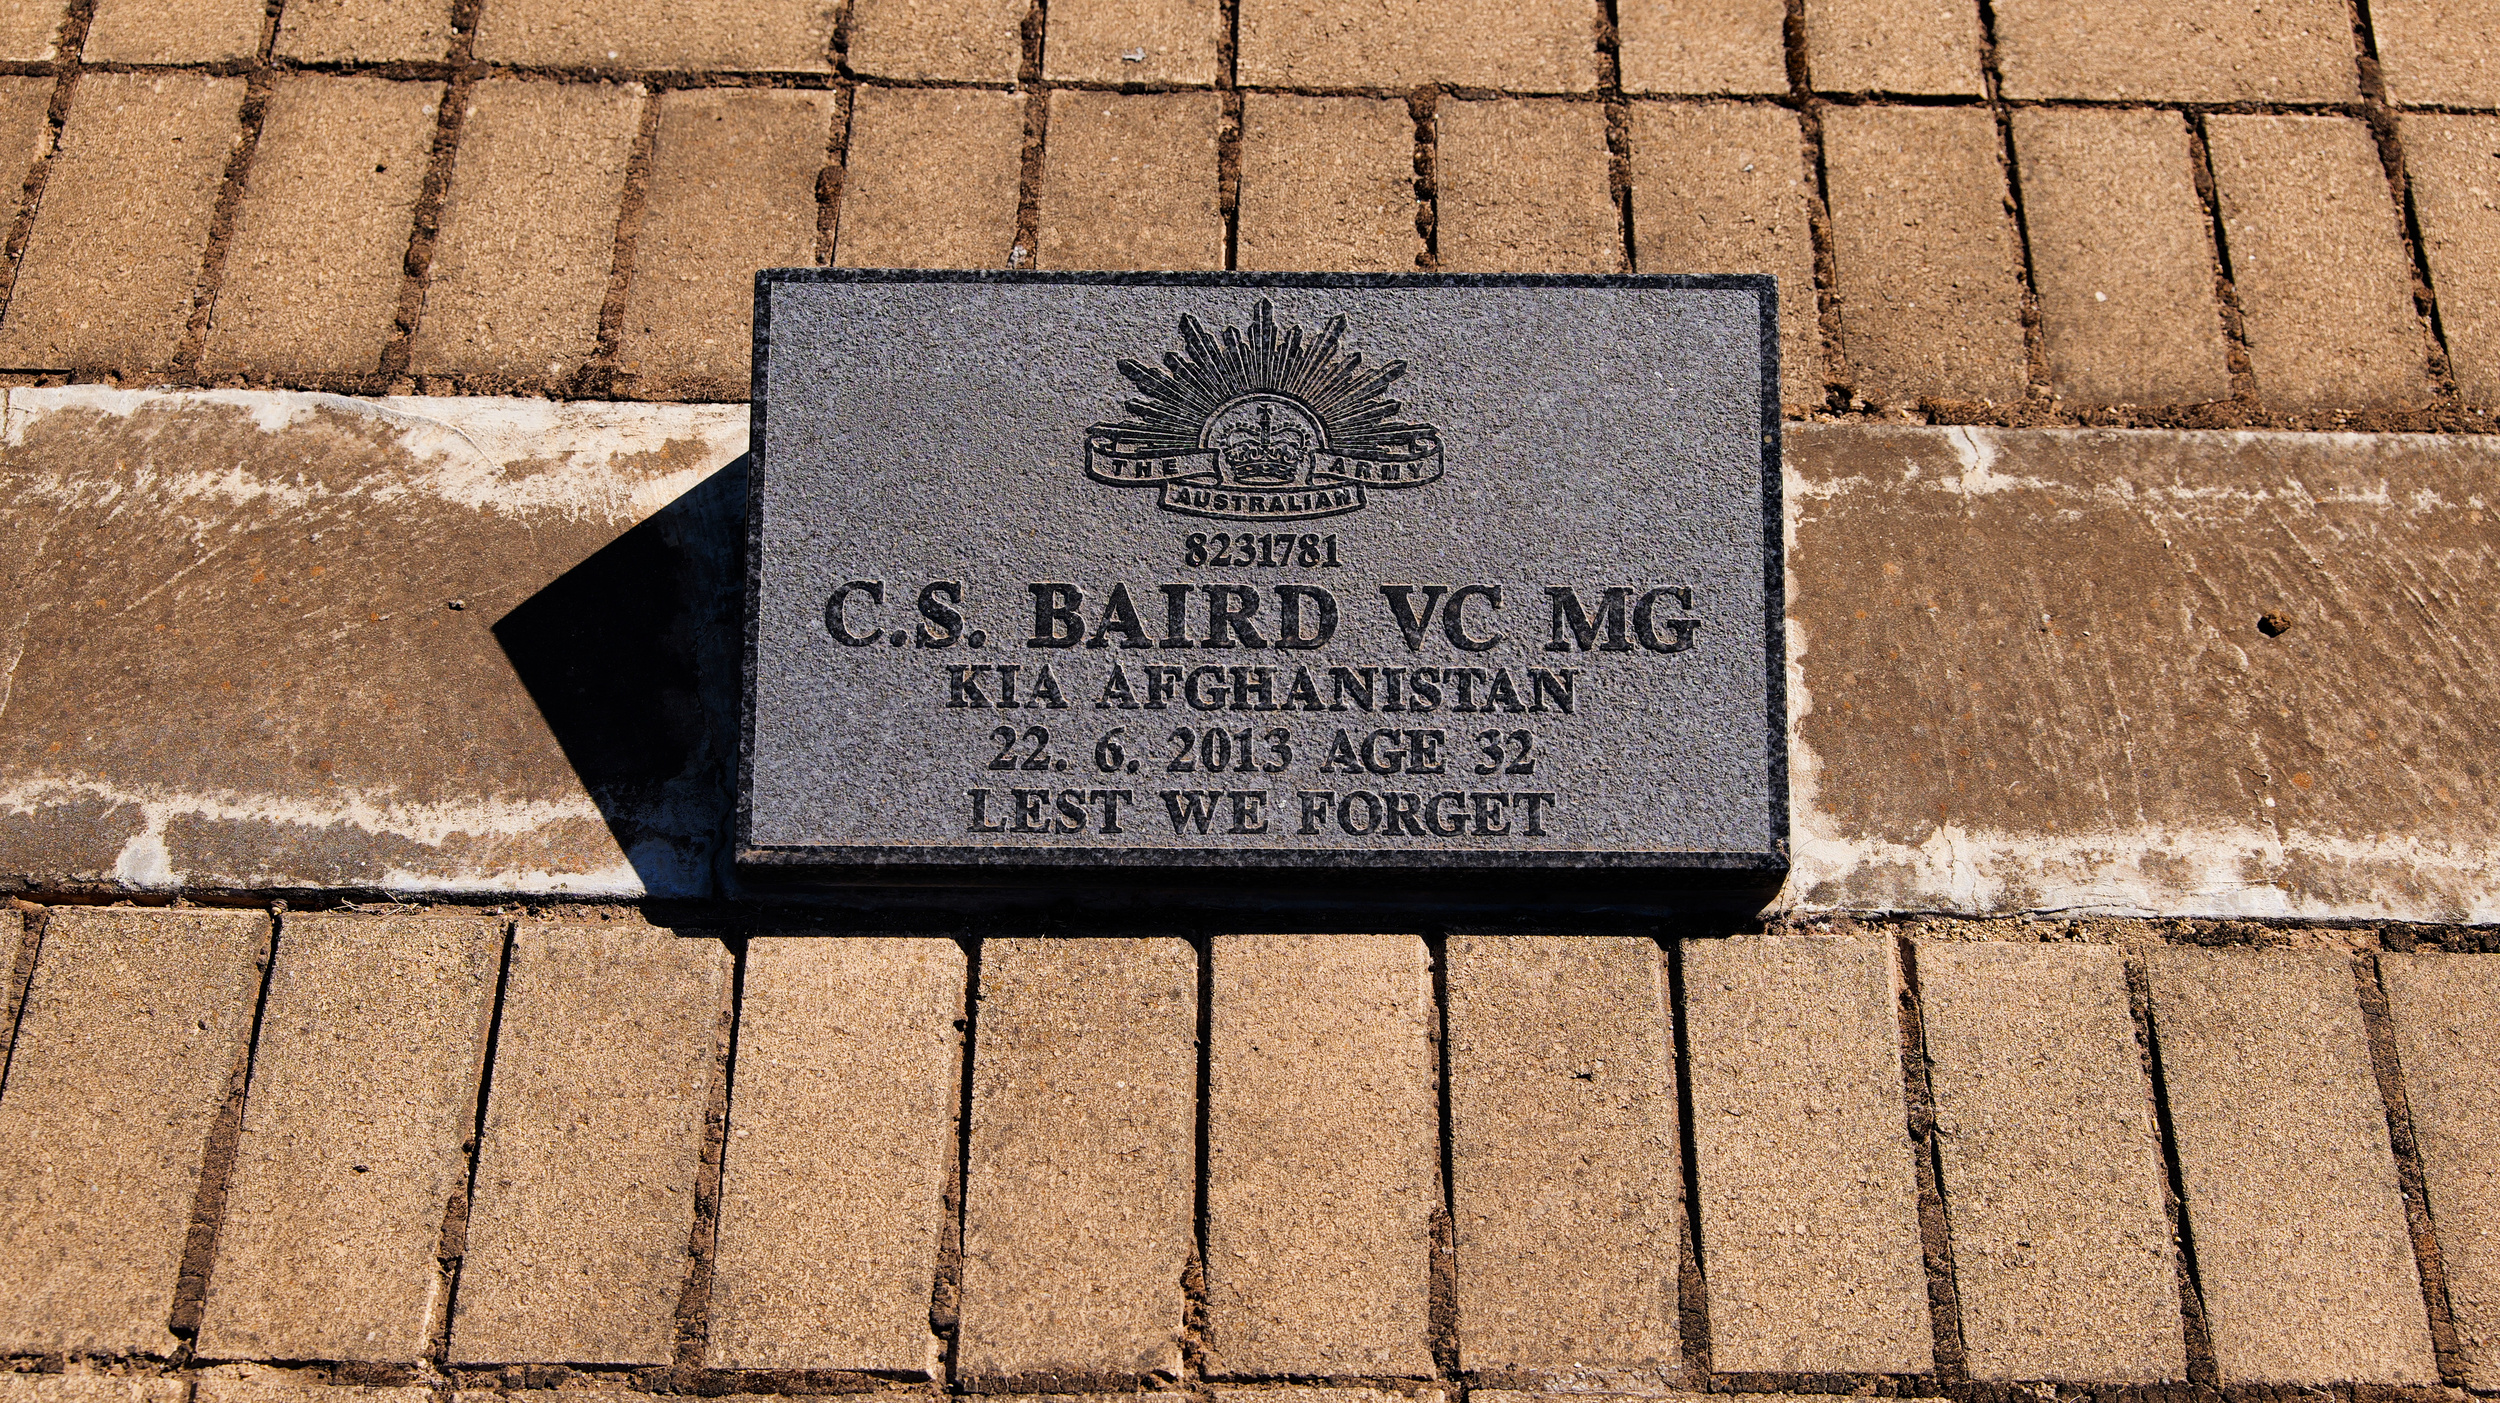 THE ARMY
AUSTRALIAN
8231781
C.S. BAIRD VC MG
KIA AFGHANISTAN
22. 6. 2013 AGE 32
LEST WE FORGET